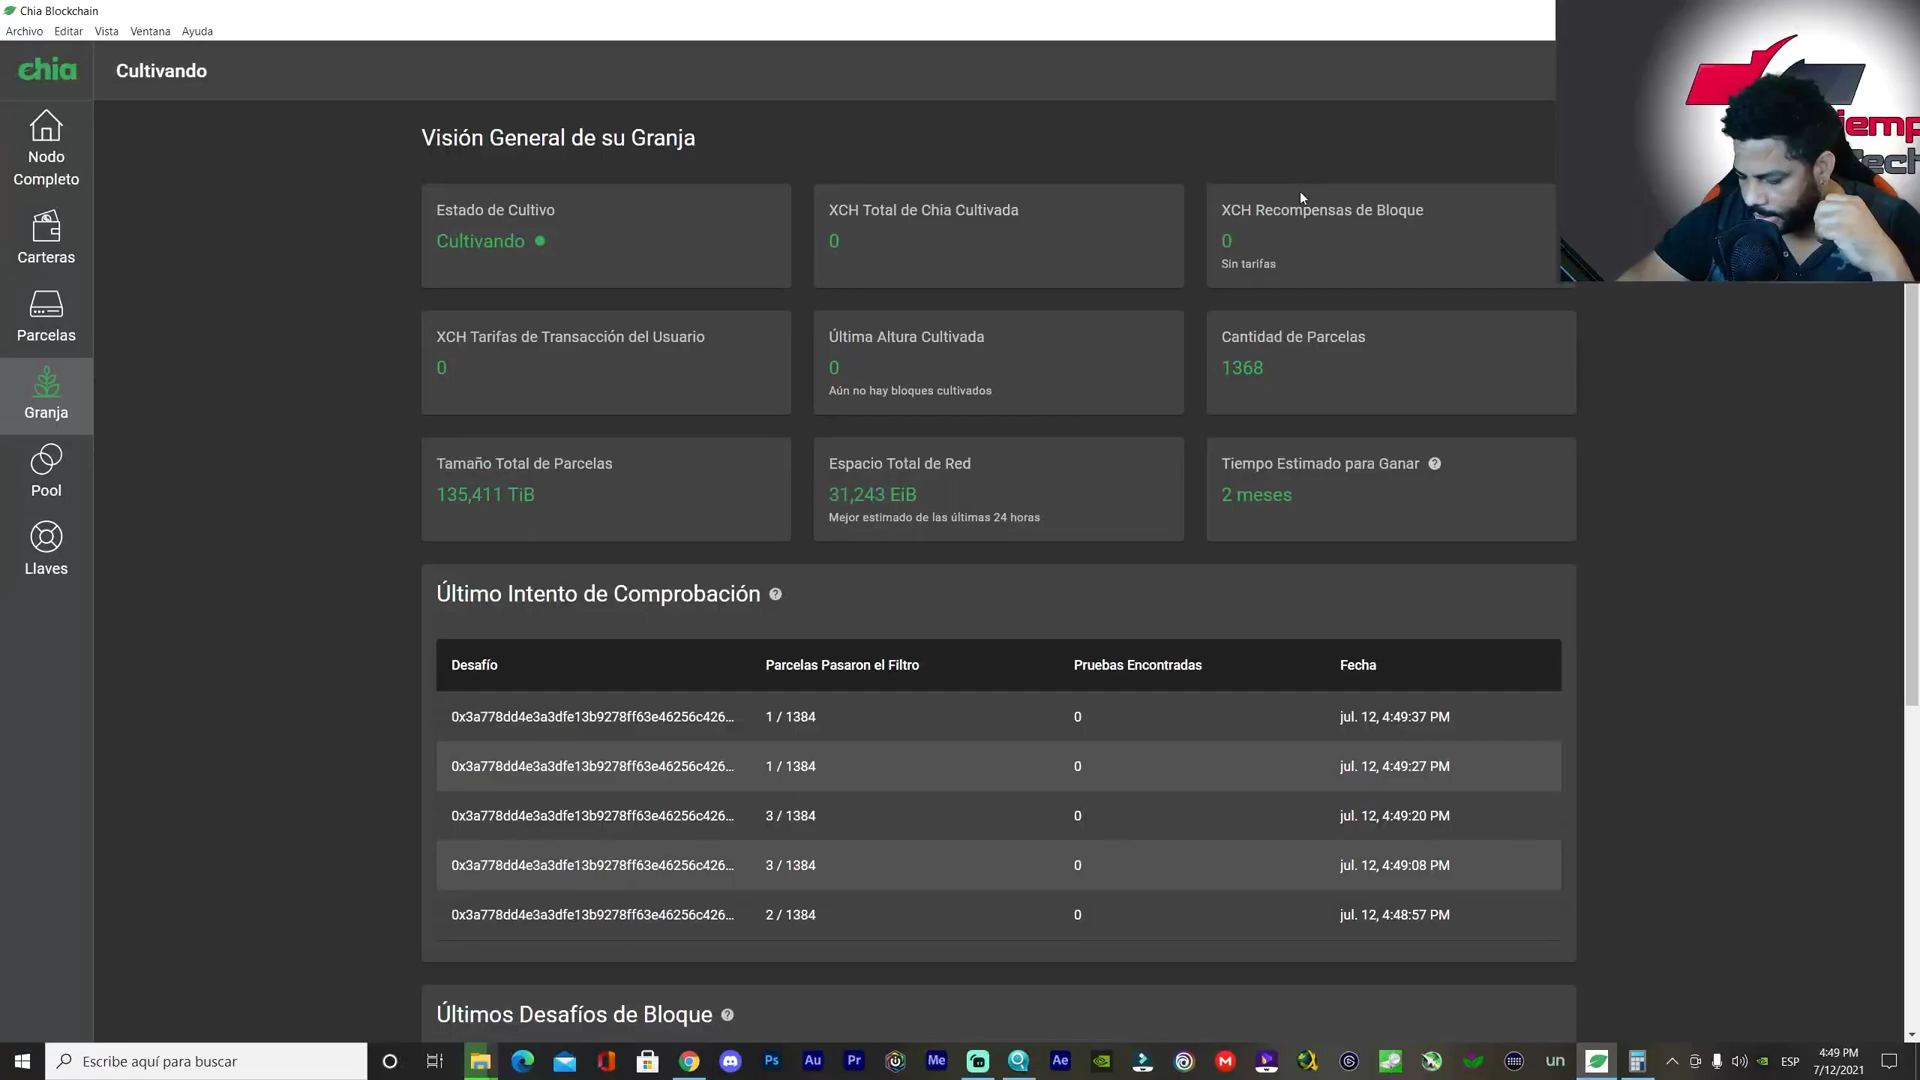 Chia Blockchain
Archivo Editar Vista Ventana Ayuda
chia
Cultivando
Nodo
Completo
Carteras
Parcelas
Granja
Pool
Llaves
Visión General de su Granja
Estado de Cultivo
Cultivando
XCH Total de Chia Cultivada
0
XCH Recompensas de Bloque
0
Sin tarifas
XCH Tarifas de Transacción del Usuario
0
Última Altura Cultivada
0
Aún no hay bloques cultivados
Cantidad de Parcelas
1368
Tamaño Total de Parcelas
135,411 TiB
Espacio Total de Red
31,243 EiB
Mejor estimado de las últimas 24 horas
Tiempo Estimado para Ganar ?
2 meses
Último Intento de Comprobación ?
Desafío Parcelas Pasaron el Filtro Pruebas Encontradas Fecha
0x3a778dd4e3a3dfe13b9278ff63e46256c426... 1 / 1384 0 jul. 12, 4:49:37 PM
0x3a778dd4e3a3dfe13b9278ff63e46256c426... 1 / 1384 0 jul. 12, 4:49:27 PM
0x3a778dd4e3a3dfe13b9278ff63e46256c426... 3 / 1384 0 jul. 12, 4:49:20 PM
0x3a778dd4e3a3dfe13b9278ff63e46256c426... 3 / 1384 0 jul. 12, 4:49:08 PM
0x3a778dd4e3a3dfe13b9278ff63e46256c426... 2 / 1384 0 jul. 12, 4:48:57 PM
Últimos Desafíos de Bloque ?
Escribe aquí para buscar
Ps Au Pr Me Ae un
ESP
4:49 PM
7/12/2021